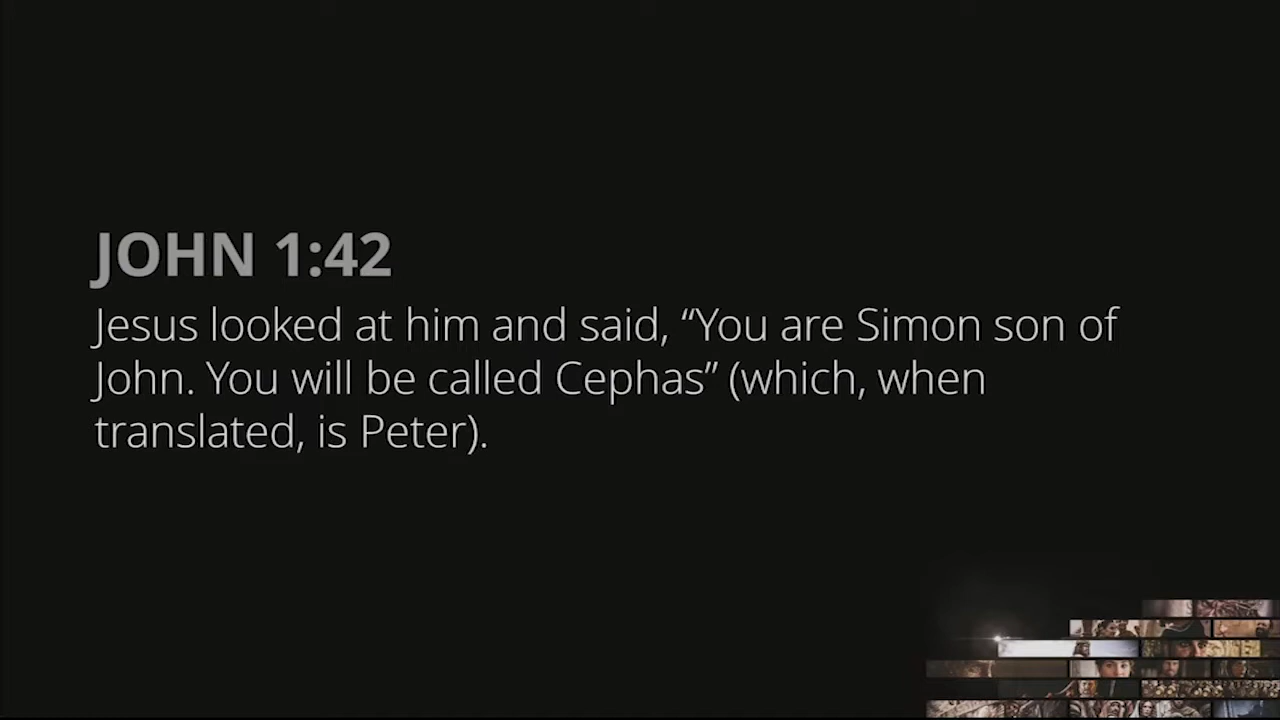 JOHN 1:42
Jesus looked at him and said, “You are Simon son of
John. You will be called Cephas” (which, when
translated, is Peter).